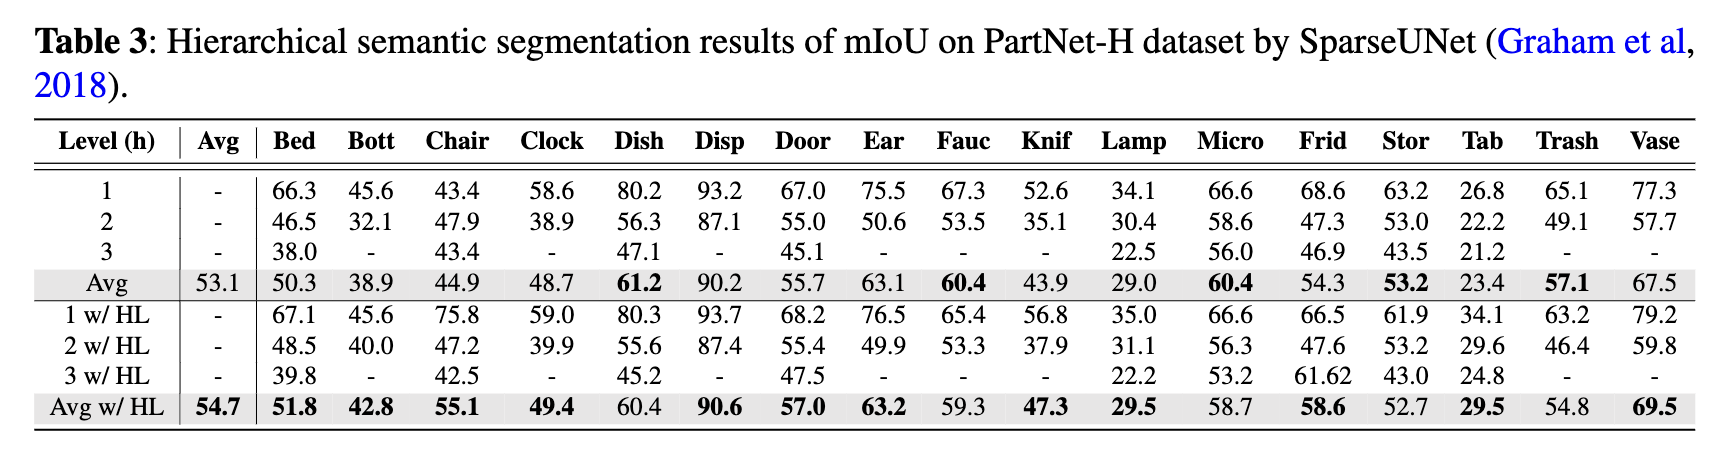 Table 3: Hierarchical semantic segmentation results of mIoU on PartNet-H dataset by SparseUNet (Graham et al,
2018).
Level (h) Avg Bed Bott Chair Clock Dish Disp Door Ear Fauc Knif Lamp Micro Frid Stor Tab Trash Vase
1 - 66.3 45.6 43.4 58.6 80.2 93.2 67.0 75.5 67.3 52.6 34.1 66.6 68.6 63.2 26.8 65.1 77.3
2 - 46.5 32.1 47.9 38.9 56.3 87.1 55.0 50.6 53.5 35.1 30.4 58.6 47.3 53.0 22.2 49.1 57.7
3 - 38.0 - 43.4 - 47.1 - 45.1 - - - 22.5 56.0 46.9 43.5 21.2 - -
Avg 53.1 50.3 38.9 44.9 48.7 61.2 90.2 55.7 63.1 60.4 43.9 29.0 60.4 54.3 53.2 23.4 57.1 67.5
1 w/ HL - 67.1 45.6 75.8 59.0 80.3 93.7 68.2 76.5 65.4 56.8 35.0 66.6 66.5 61.9 34.1 63.2 79.2
2 w/ HL - 48.5 40.0 47.2 39.9 55.6 87.4 55.4 49.9 53.3 37.9 31.1 56.3 47.6 53.2 29.6 46.4 59.8
3 w/ HL - 39.8 - 42.5 - 45.2 - 47.5 - - - 22.2 53.2 61.62 43.0 24.8 - -
Avg w/ HL 54.7 51.8 42.8 55.1 49.4 60.4 90.6 57.0 63.2 59.3 47.3 29.5 58.7 58.6 52.7 29.5 54.8 69.5